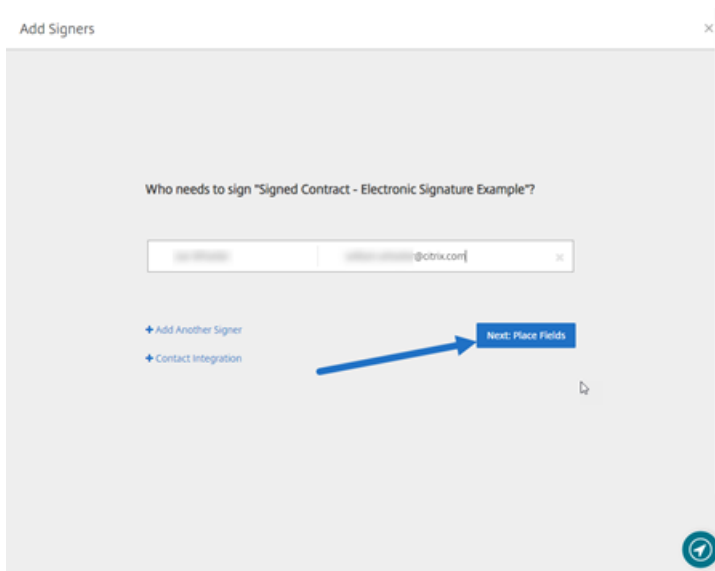 Add Signers
Who needs to sign "Signed Contract - Electronic Signature Example"?
@citrix.com
+ Add Another Signer
Next: Place Fields
+ Contact Integration